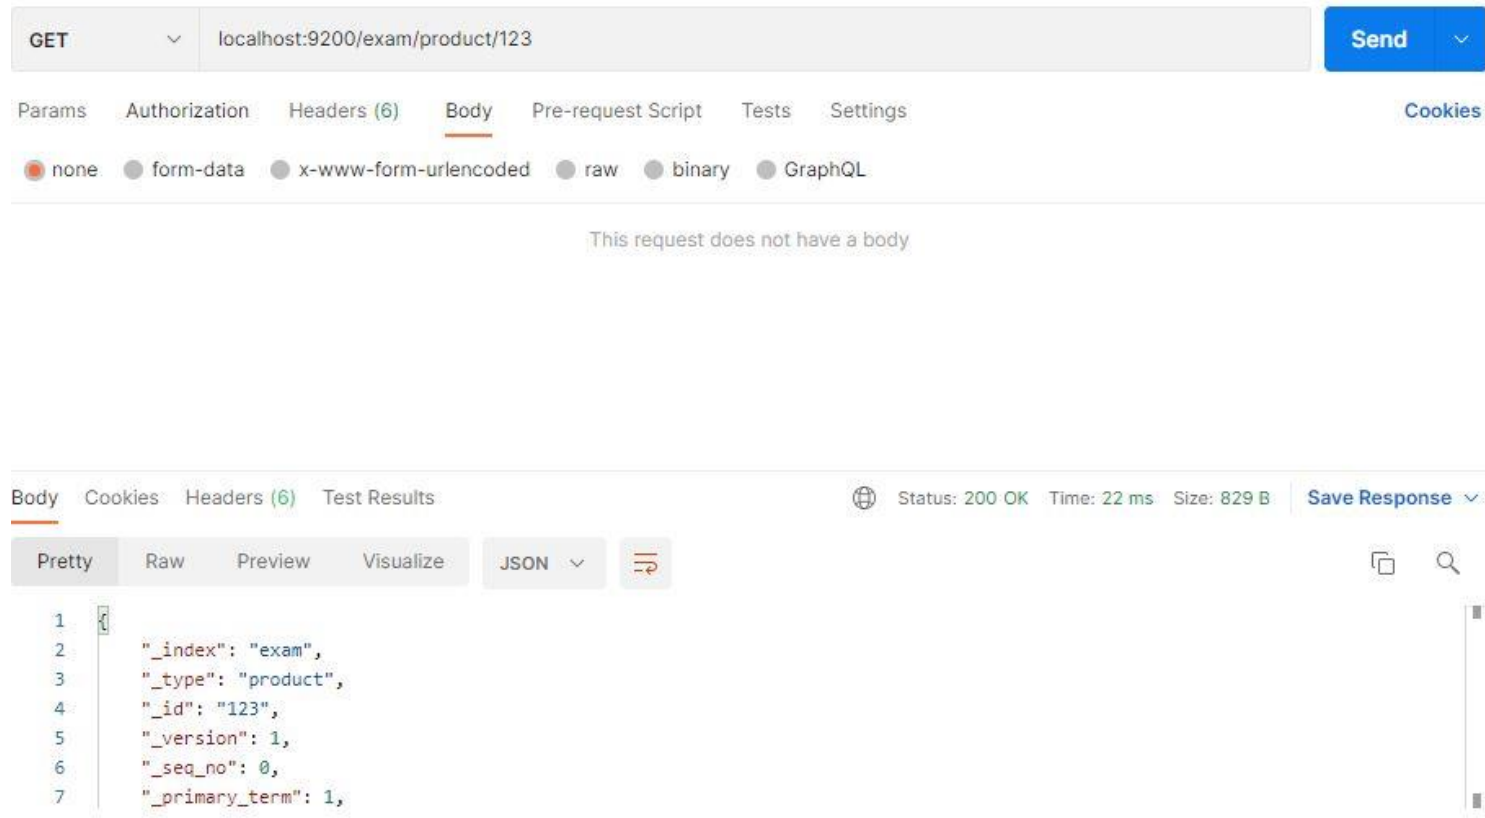 GET localhost:9200/exam/product/123 Send
Params Authorization Headers (6) Body Pre-request Script Tests Settings Cookies
none form-data x-www-form-urlencoded raw binary GraphQL
This request does not have a body
Body Cookies Headers (6) Test Results Status: 200 OK Time: 22 ms Size: 829 B Save Response
Pretty Raw Preview Visualize JSON
1 {
2 "_index": "exam",
3 "_type": "product",
4 "_id": "123",
5 "_version": 1,
6 "_seq_no": 0,
7 "_primary_term": 1,